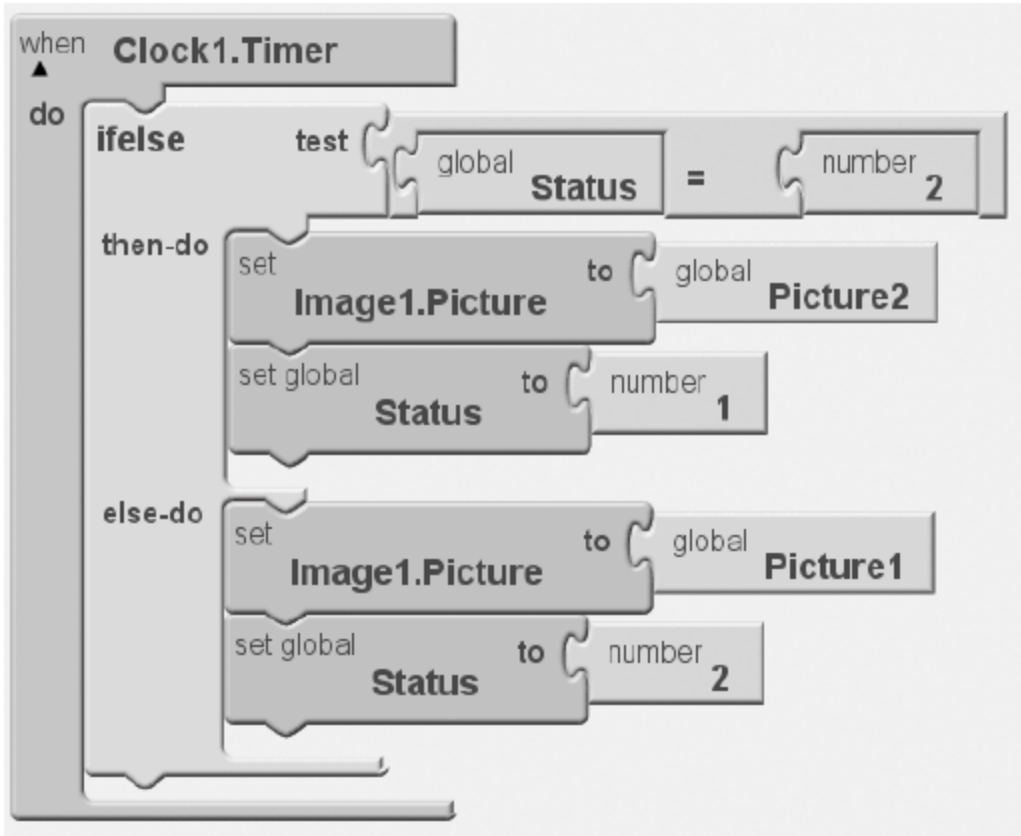 when Clock1.Timer
do
ifelse test global Status = number 2
then-do set Image1.Picture to global Picture2
set global Status to number 1
else-do set Image1.Picture to global Picture1
set global Status to number 2